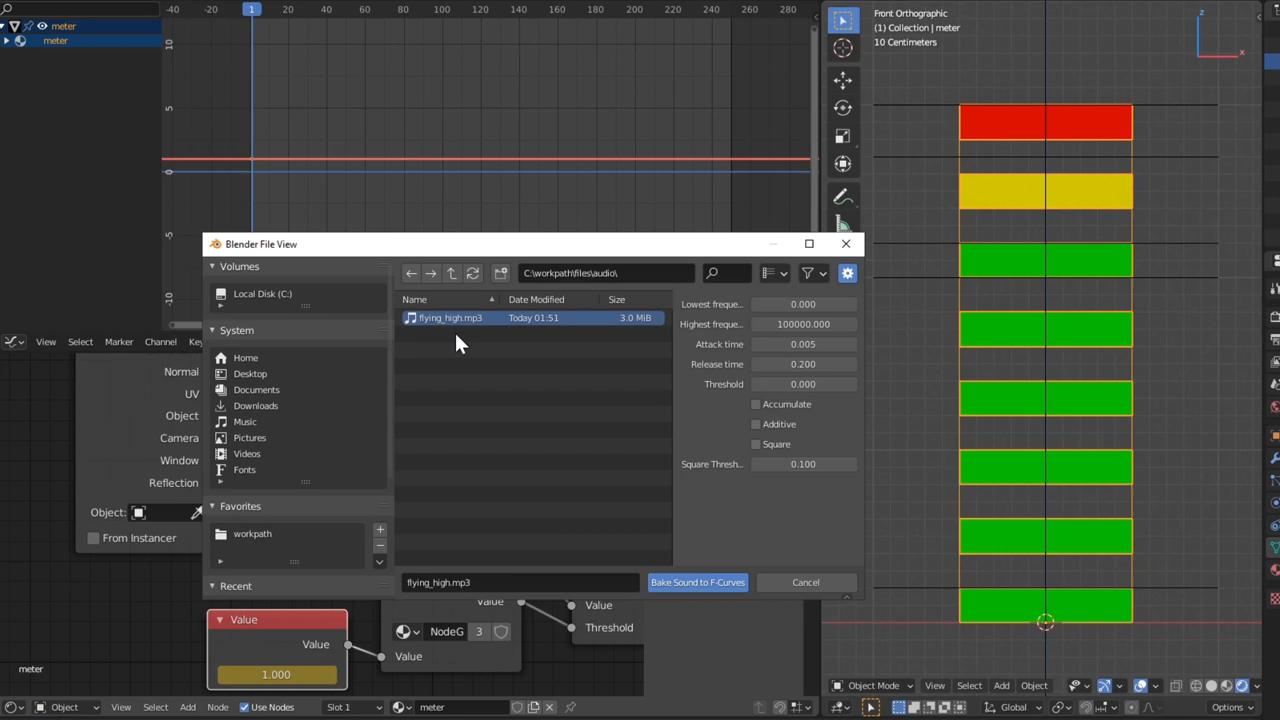 meter
meter
-40 -20 1 20 40 60 80 100 120 140 160 180 200 220 240 260 280
10
5
0
-5
-10
View Select Marker Channel Key
Normal
UV
Object
Camera
Window
Reflection
Object:
From Instancer
Blender File View
Volumes
Local Disk (C:)
System
Home
Desktop
Documents
Downloads
Music
Pictures
Videos
Fonts
Favorites
workpath
Recent
C:\workpath\files\audio\
Name Date Modified Size
flying_high.mp3 Today 01:51 3.0 MiB
Lowest freque... 0.000
Highest freque... 100000.000
Attack time 0.005
Release time 0.200
Threshold 0.000
Accumulate
Additive
Square
Square Thresh... 0.100
flying_high.mp3 Bake Sound to F-Curves Cancel
Value
Value
1.000
Value
NodeG 3
Value
Value
Threshold
meter
Object View Select Add Node Use Nodes Slot 1 meter
Front Orthographic
(1) Collection | meter
10 Centimeters
z
x
Object Mode View Select Add Object
Global Options